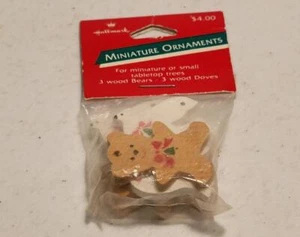 $4.00
Hallmark
MINIATURE ORNAMENTS
For miniature or small
tabletop trees
3 wood Bears - 3 wood Doves